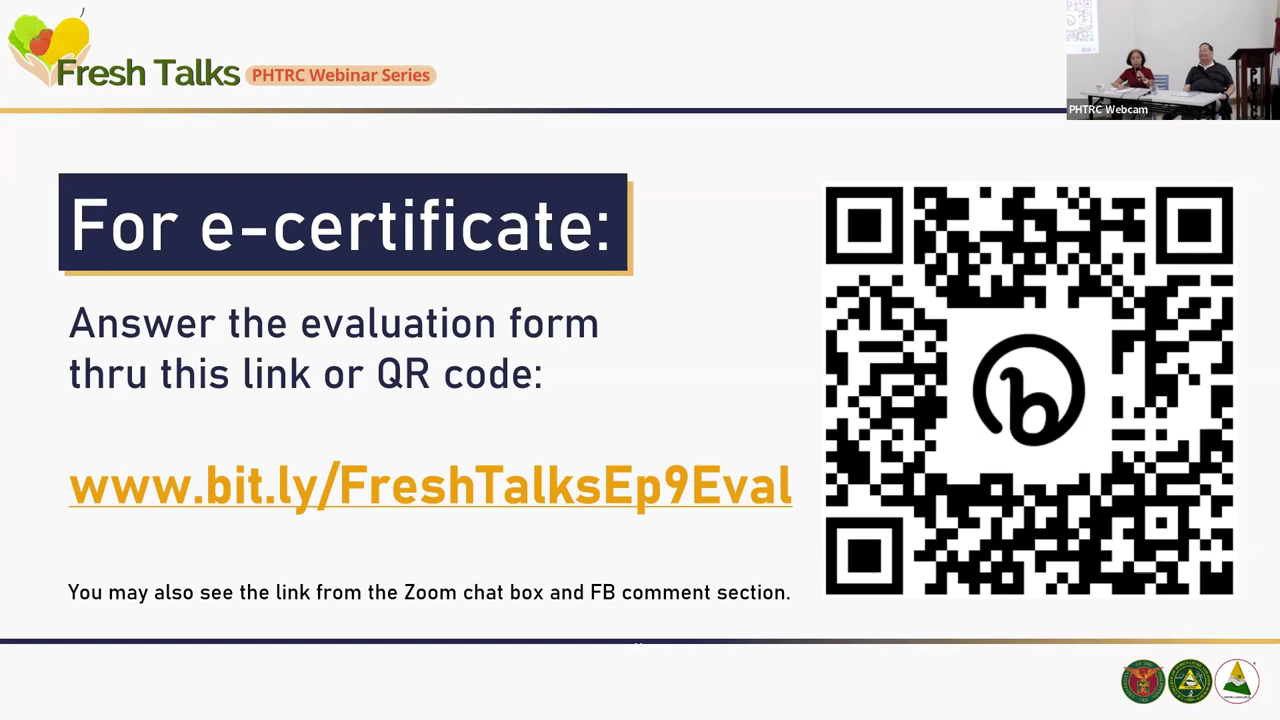 Fresh Talks PHTRC Webinar Series
PHTRC Webcam
For e-certificate:
Answer the evaluation form
thru this link or QR code:
www.bit.ly/FreshTalksEp9Eval
You may also see the link from the Zoom chat box and FB comment section.